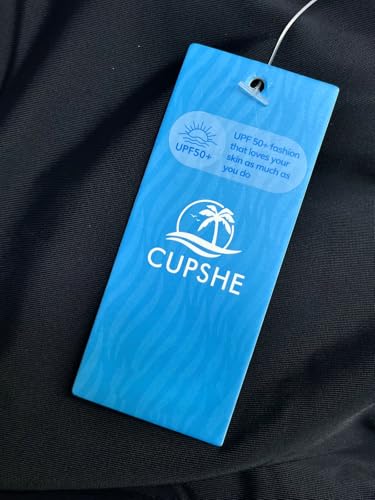 UPF50+
UPF 50+ fashion
that loves your
skin as much as
you do
CUPSHE